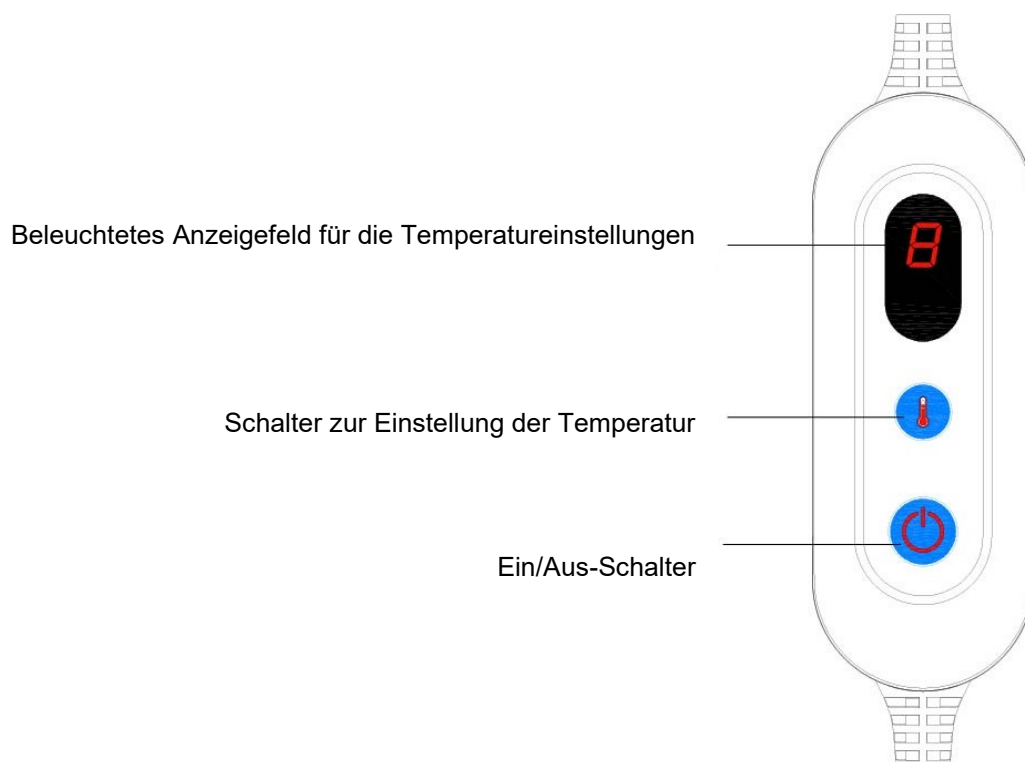 Beleuchtetes Anzeigefeld für die Temperatureinstellungen
8
Schalter zur Einstellung der Temperatur
Ein/Aus-Schalter